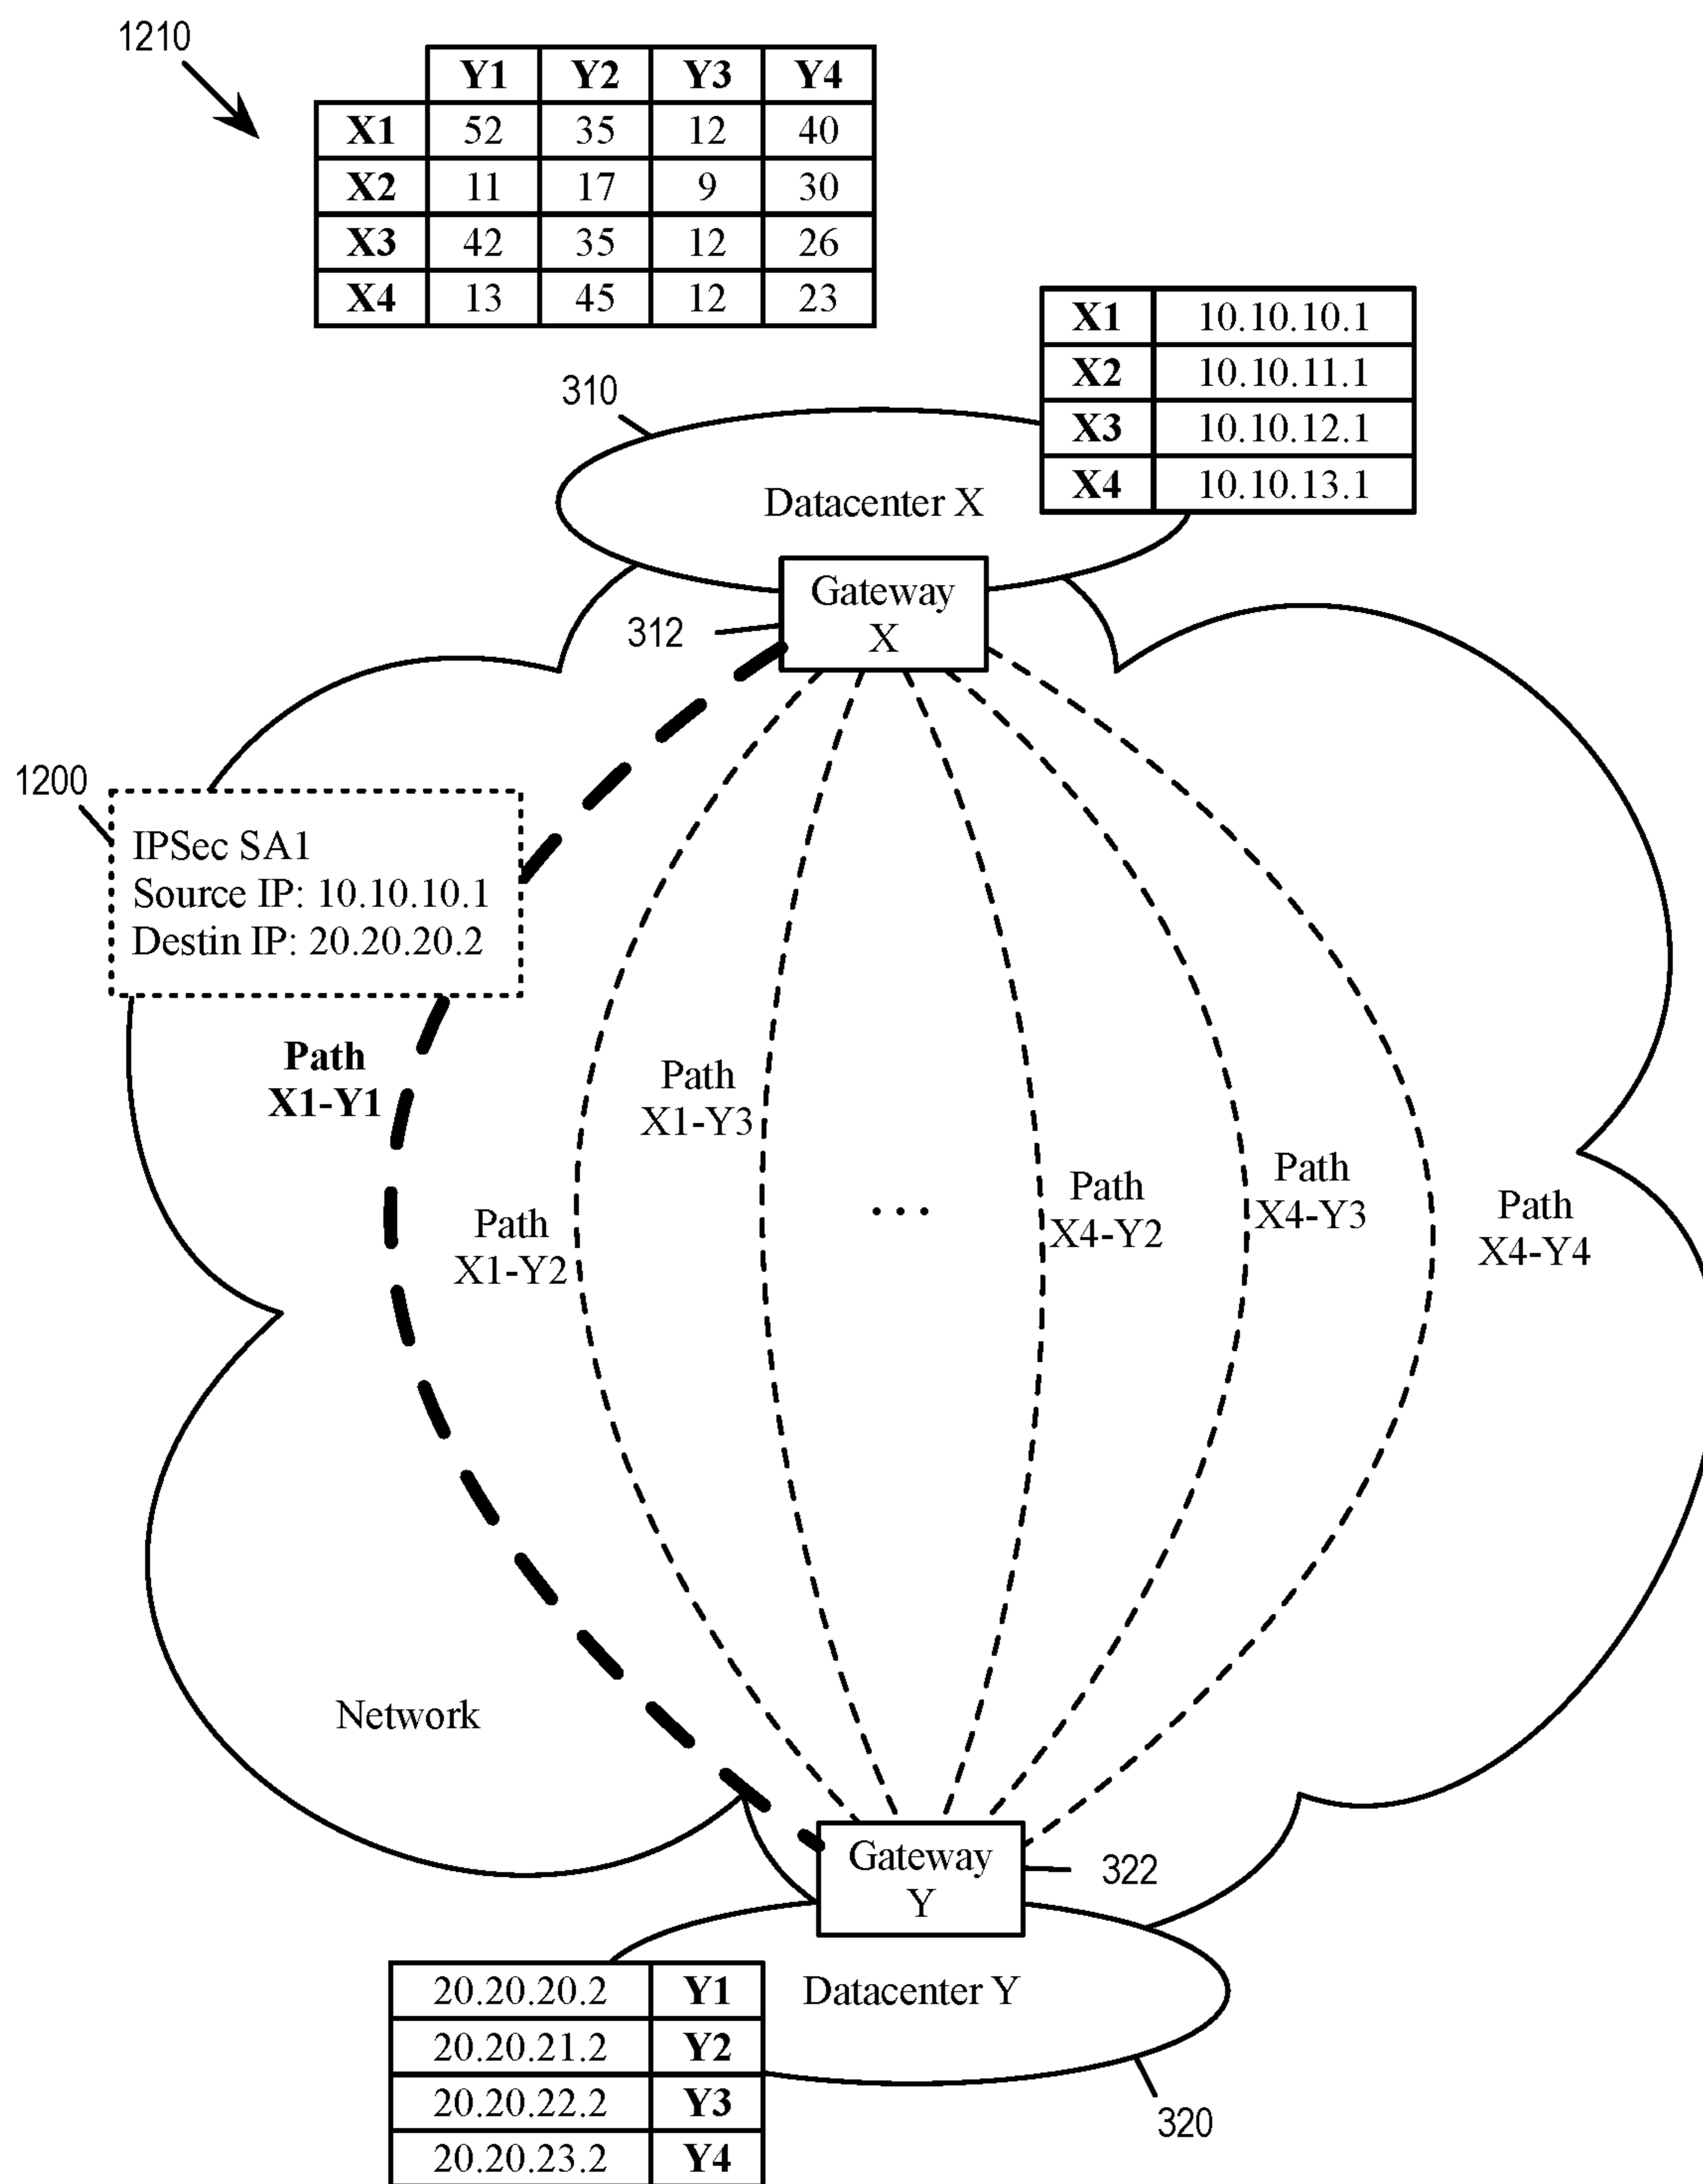 1210
Y1 Y2 Y3 Y4
X1 52 35 12 40
X2 11 17 9 30
X3 42 35 12 26
X4 13 45 12 23
X1 10.10.10.1
X2 10.10.11.1
X3 10.10.12.1
X4 10.10.13.1
310
Datacenter X
Gateway
X
312
1200
IPSec SA1
Source IP: 10.10.10.1
Destin IP: 20.20.20.2
Path
X1-Y1
Path
X1-Y2
Path
X1-Y3
...
Path
X4-Y2
Path
X4-Y3
Path
X4-Y4
Network
Gateway
Y
322
Datacenter Y
20.20.20.2 Y1
20.20.21.2 Y2
20.20.22.2 Y3
20.20.23.2 Y4
320